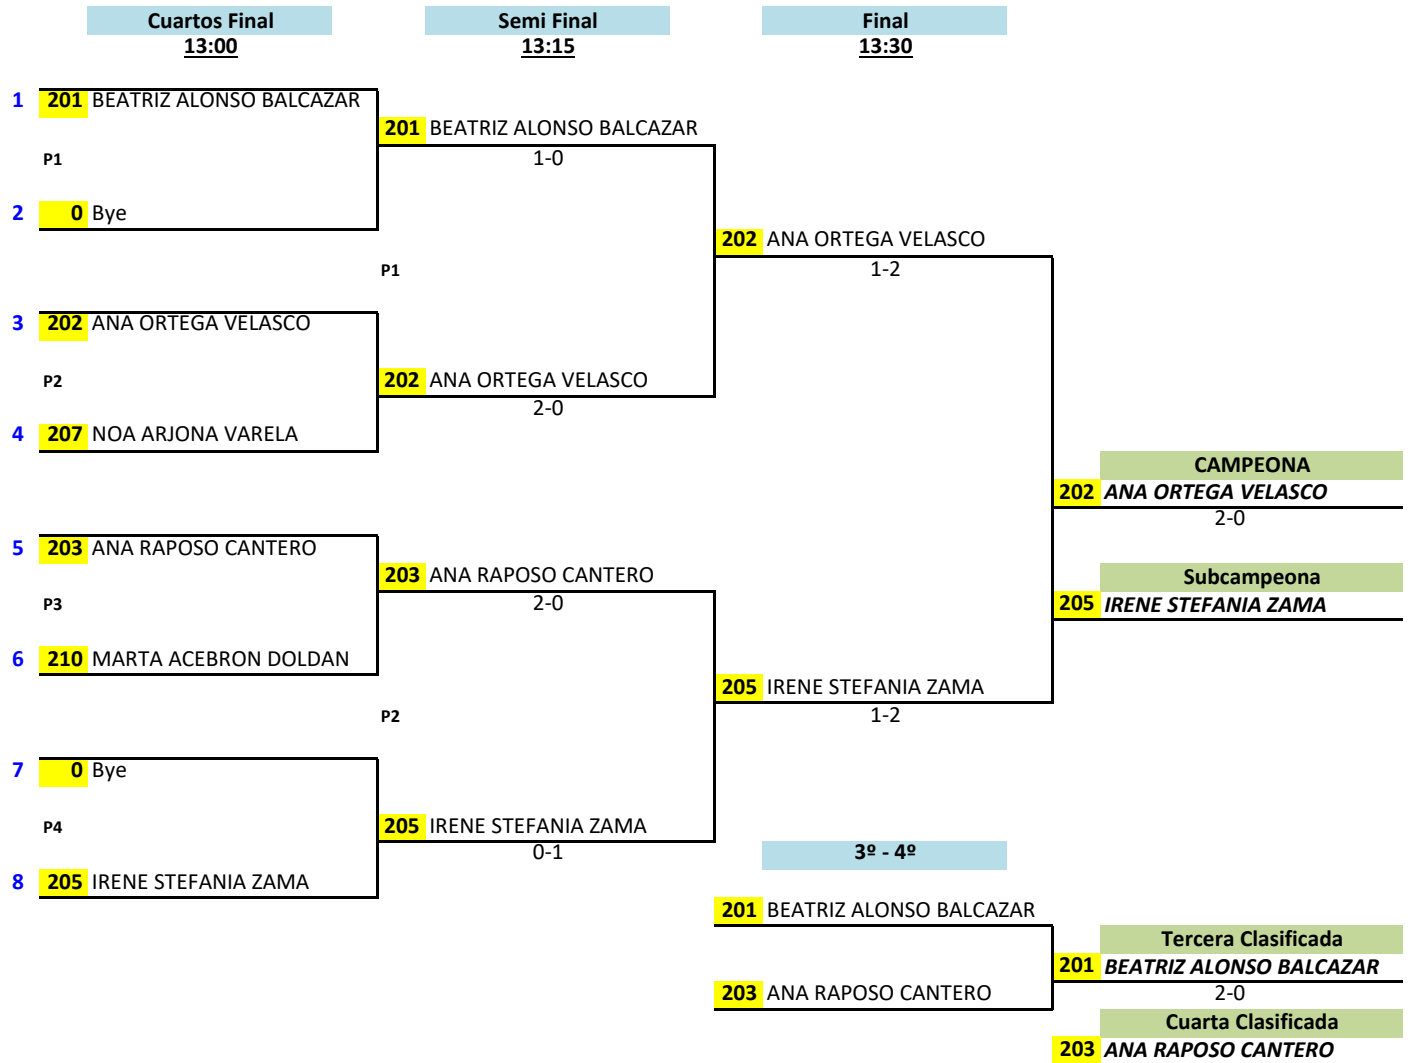 Cuartos Final Semi Final Final
13:00 13:15 13:30
1 201 BEATRIZ ALONSO BALCAZAR
201 BEATRIZ ALONSO BALCAZAR
P1 1-0
2 0 Bye
202 ANA ORTEGA VELASCO
P1 1-2
3 202 ANA ORTEGA VELASCO
P2 202 ANA ORTEGA VELASCO
2-0
4 207 NOA ARJONA VARELA
CAMPEONA
202 ANA ORTEGA VELASCO
2-0
5 203 ANA RAPOSO CANTERO
203 ANA RAPOSO CANTERO Subcampeona
P3 2-0 205 IRENE STEFANIA ZAMA
6 210 MARTA ACEBRON DOLDAN
205 IRENE STEFANIA ZAMA
P2 1-2
7 0 Bye
P4 205 IRENE STEFANIA ZAMA
0-1 3º - 4º
8 205 IRENE STEFANIA ZAMA
201 BEATRIZ ALONSO BALCAZAR
Tercera Clasificada
201 BEATRIZ ALONSO BALCAZAR
203 ANA RAPOSO CANTERO 2-0
Cuarta Clasificada
203 ANA RAPOSO CANTERO